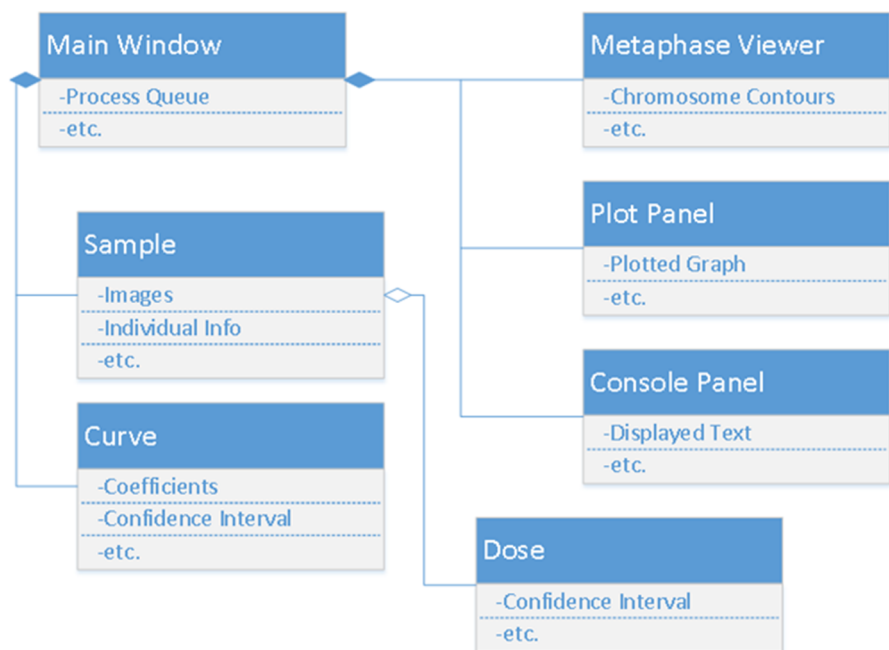 Main Window
-Process Queue
-etc.
Sample
-Images
-Individual Info
-etc.
Curve
-Coefficients
-Confidence Interval
-etc.
Metaphase Viewer
-Chromosome Contours
-etc.
Plot Panel
-Plotted Graph
-etc.
Console Panel
-Displayed Text
-etc.
Dose
-Confidence Interval
-etc.